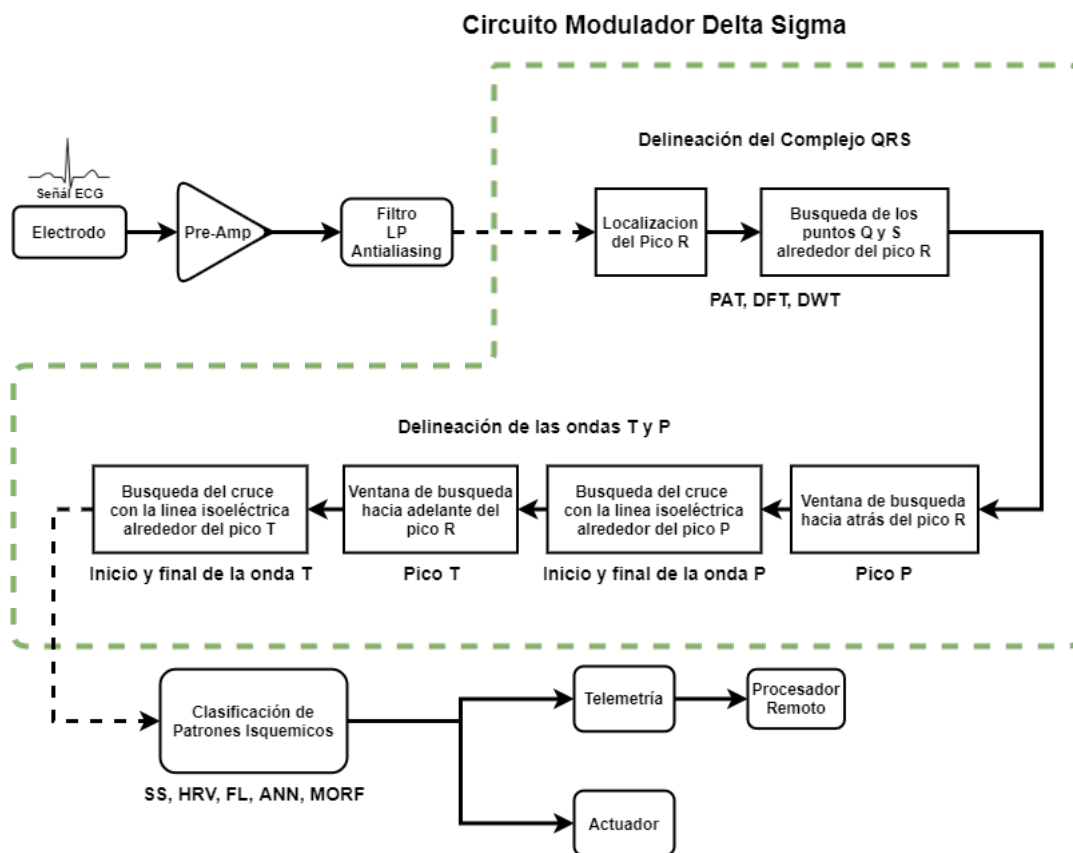 Circuito Modulador Delta Sigma
Delineación del Complejo QRS
Señál ECG
Electrodo
Pre-Amp
Filtro
LP
Antialiasing
Localizacion
del Pico R
Busqueda de los
puntos Q y S
alrededor del pico R
PAT, DFT, DWT
Delineación de las ondas T y P
Busqueda del cruce
con la linea isoeléctrica
alrededor del pico T
Ventana de busqueda
hacia adelante del
pico R
Busqueda del cruce
con la linea isoeléctrica
alrededor del pico P
Ventana de busqueda
hacia atrás del pico R
Inicio y final de la onda T
Pico T
Inicio y final de la onda P
Pico P
Clasificación de
Patrones Isquemicos
SS, HRV, FL, ANN, MORF
Telemetría
Procesador
Remoto
Actuador